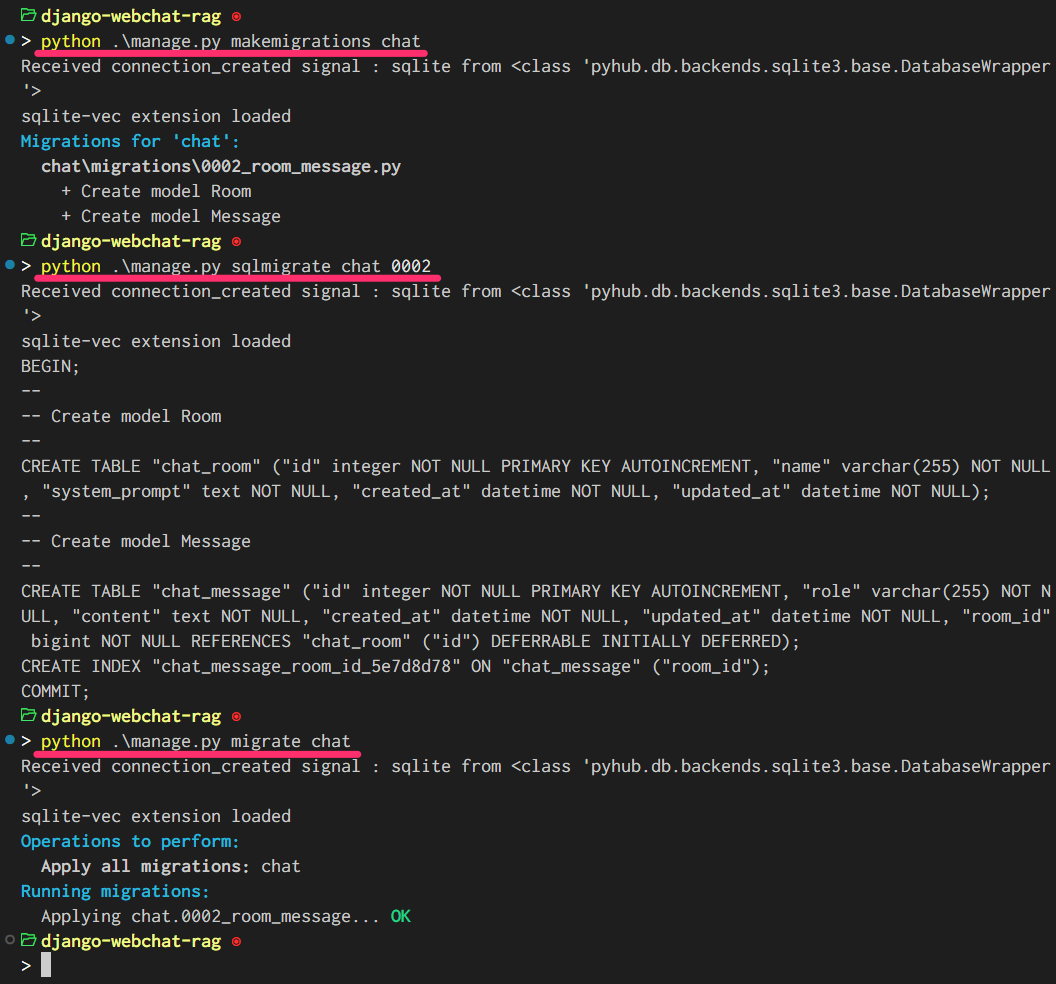 django-webchat-rag
> python .\manage.py makemigrations chat
Received connection_created signal : sqlite from <class 'pyhub.db.backends.sqlite3.base.DatabaseWrapper
'>
sqlite-vec extension loaded
Migrations for 'chat':
  chat\migrations\0002_room_message.py
    + Create model Room
    + Create model Message
django-webchat-rag
> python .\manage.py sqlmigrate chat 0002
Received connection_created signal : sqlite from <class 'pyhub.db.backends.sqlite3.base.DatabaseWrapper
'>
sqlite-vec extension loaded
BEGIN;
--
-- Create model Room
--
CREATE TABLE "chat_room" ("id" integer NOT NULL PRIMARY KEY AUTOINCREMENT, "name" varchar(255) NOT NULL
, "system_prompt" text NOT NULL, "created_at" datetime NOT NULL, "updated_at" datetime NOT NULL);
--
-- Create model Message
--
CREATE TABLE "chat_message" ("id" integer NOT NULL PRIMARY KEY AUTOINCREMENT, "role" varchar(255) NOT N
ULL, "content" text NOT NULL, "created_at" datetime NOT NULL, "updated_at" datetime NOT NULL, "room_id"
 bigint NOT NULL REFERENCES "chat_room" ("id") DEFERRABLE INITIALLY DEFERRED);
CREATE INDEX "chat_message_room_id_5e7d8d78" ON "chat_message" ("room_id");
COMMIT;
django-webchat-rag
> python .\manage.py migrate chat
Received connection_created signal : sqlite from <class 'pyhub.db.backends.sqlite3.base.DatabaseWrapper
'>
sqlite-vec extension loaded
Operations to perform:
  Apply all migrations: chat
Running migrations:
  Applying chat.0002_room_message... OK
django-webchat-rag
>